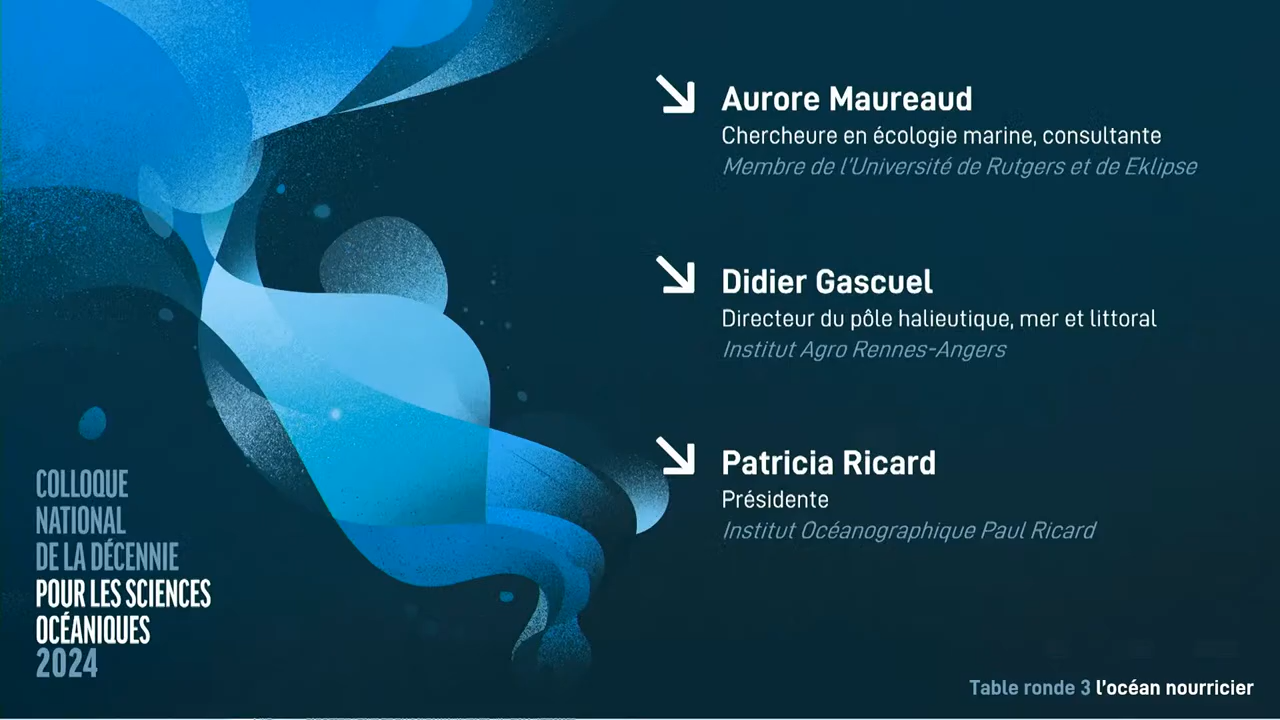 Aurore Maureaud
Chercheure en écologie marine, consultante
Membre de l'Université de Rutgers et de Eklipse
Didier Gascuel
Directeur du pôle halieutique, mer et littoral
Institut Agro Rennes-Angers
Patricia Ricard
Présidente
Institut Océanographique Paul Ricard
COLLOQUE
NATIONAL
DE LA DÉCENNIE
POUR LES SCIENCES
OCÉANIQUES
2024
Table ronde 3 l'océan nourricier